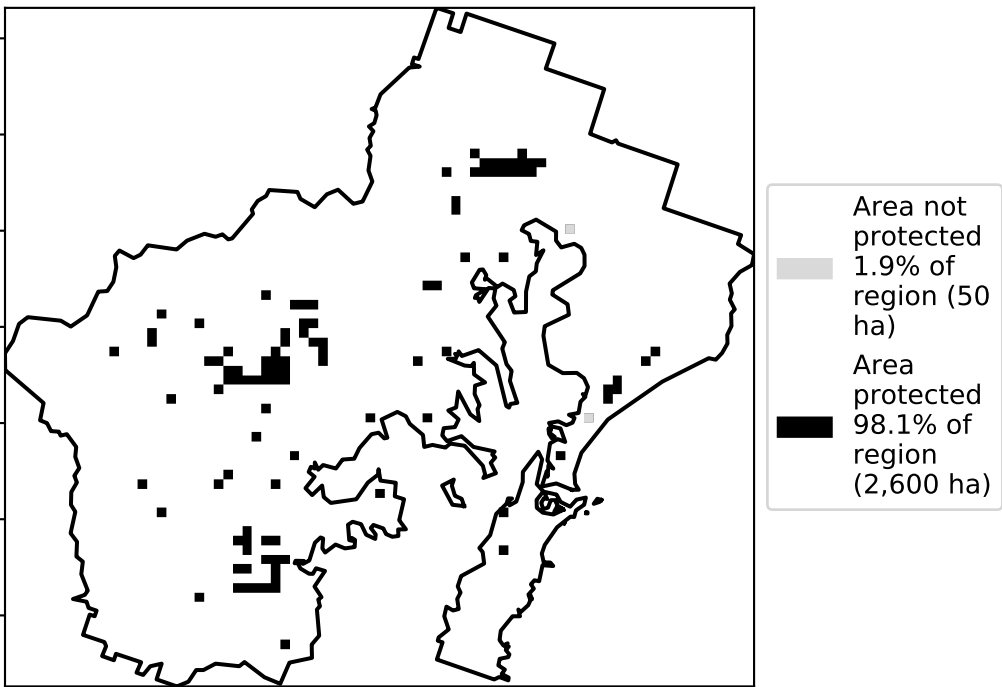 Area not
protected
1.9% of
region (50
ha)
Area
protected
98.1% of
region
(2,600 ha)